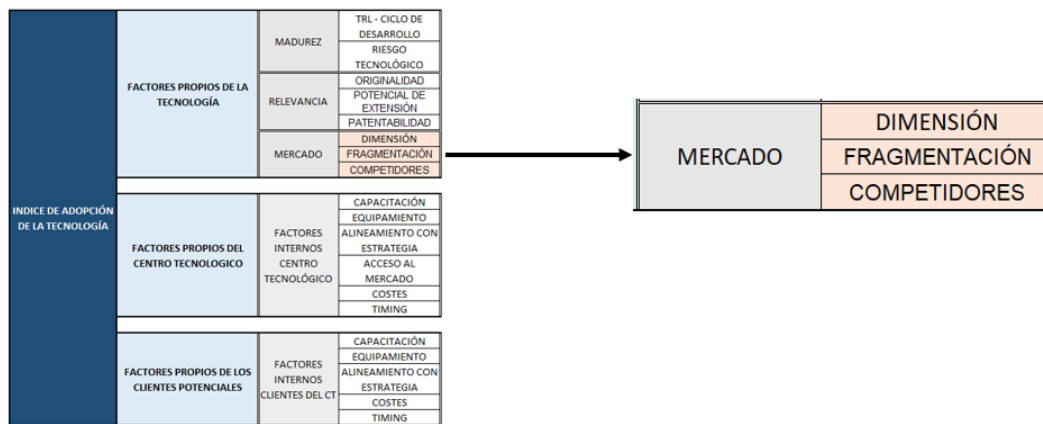 INDICE DE ADOPCIÓN
DE LA TECNOLOGÍA
FACTORES PROPIOS DE LA
TECNOLOGÍA
MADUREZ
TRL - CICLO DE
DESARROLLO
RIESGO
TECNOLÓGICO
RELEVANCIA
ORIGINALIDAD
POTENCIAL DE
EXTENSIÓN
PATENTABILIDAD
MERCADO
DIMENSIÓN
FRAGMENTACIÓN
COMPETIDORES
FACTORES PROPIOS DEL
CENTRO TECNOLOGICO
FACTORES
INTERNOS
CENTRO
TECNOLÓGICO
CAPACITACIÓN
EQUIPAMIENTO
ALINEAMIENTO CON
ESTRATEGIA
ACCESO AL
MERCADO
COSTES
TIMING
FACTORES PROPIOS DE LOS
CLIENTES POTENCIALES
FACTORES
INTERNOS
CLIENTES DEL CT
CAPACITACIÓN
EQUIPAMIENTO
ALINEAMIENTO CON
ESTRATEGIA
COSTES
TIMING
MERCADO
DIMENSIÓN
FRAGMENTACIÓN
COMPETIDORES